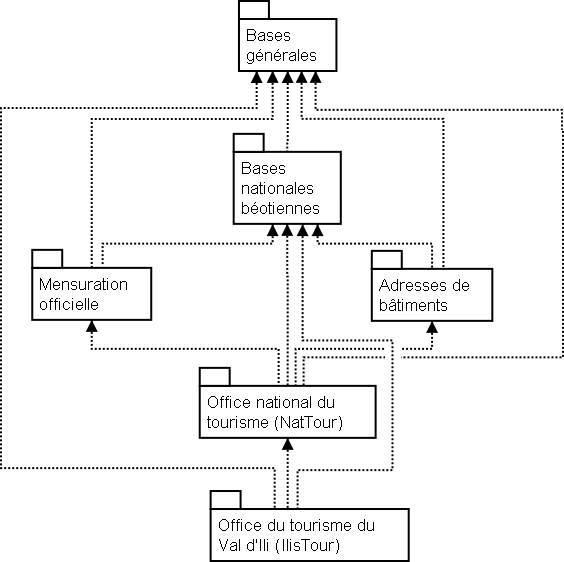 Bases
générales
Bases
nationales
béotiennes
Mensuration
officielle
Adresses de
bâtiments
Office national du
tourisme (NatTour)
Office du tourisme du
Val d'Ili (IlisTour)